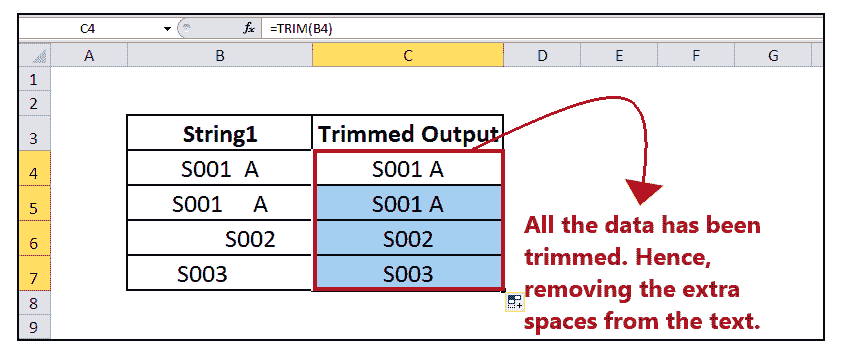 C4 fx =TRIM(B4)
A B C D E F G
1
2
3 String1 Trimmed Output
4 S001  A S001 A
5 S001     A S001 A
6 S002 S002
7 S003 S003
8
9
All the data has been
trimmed. Hence,
removing the extra
spaces from the text.